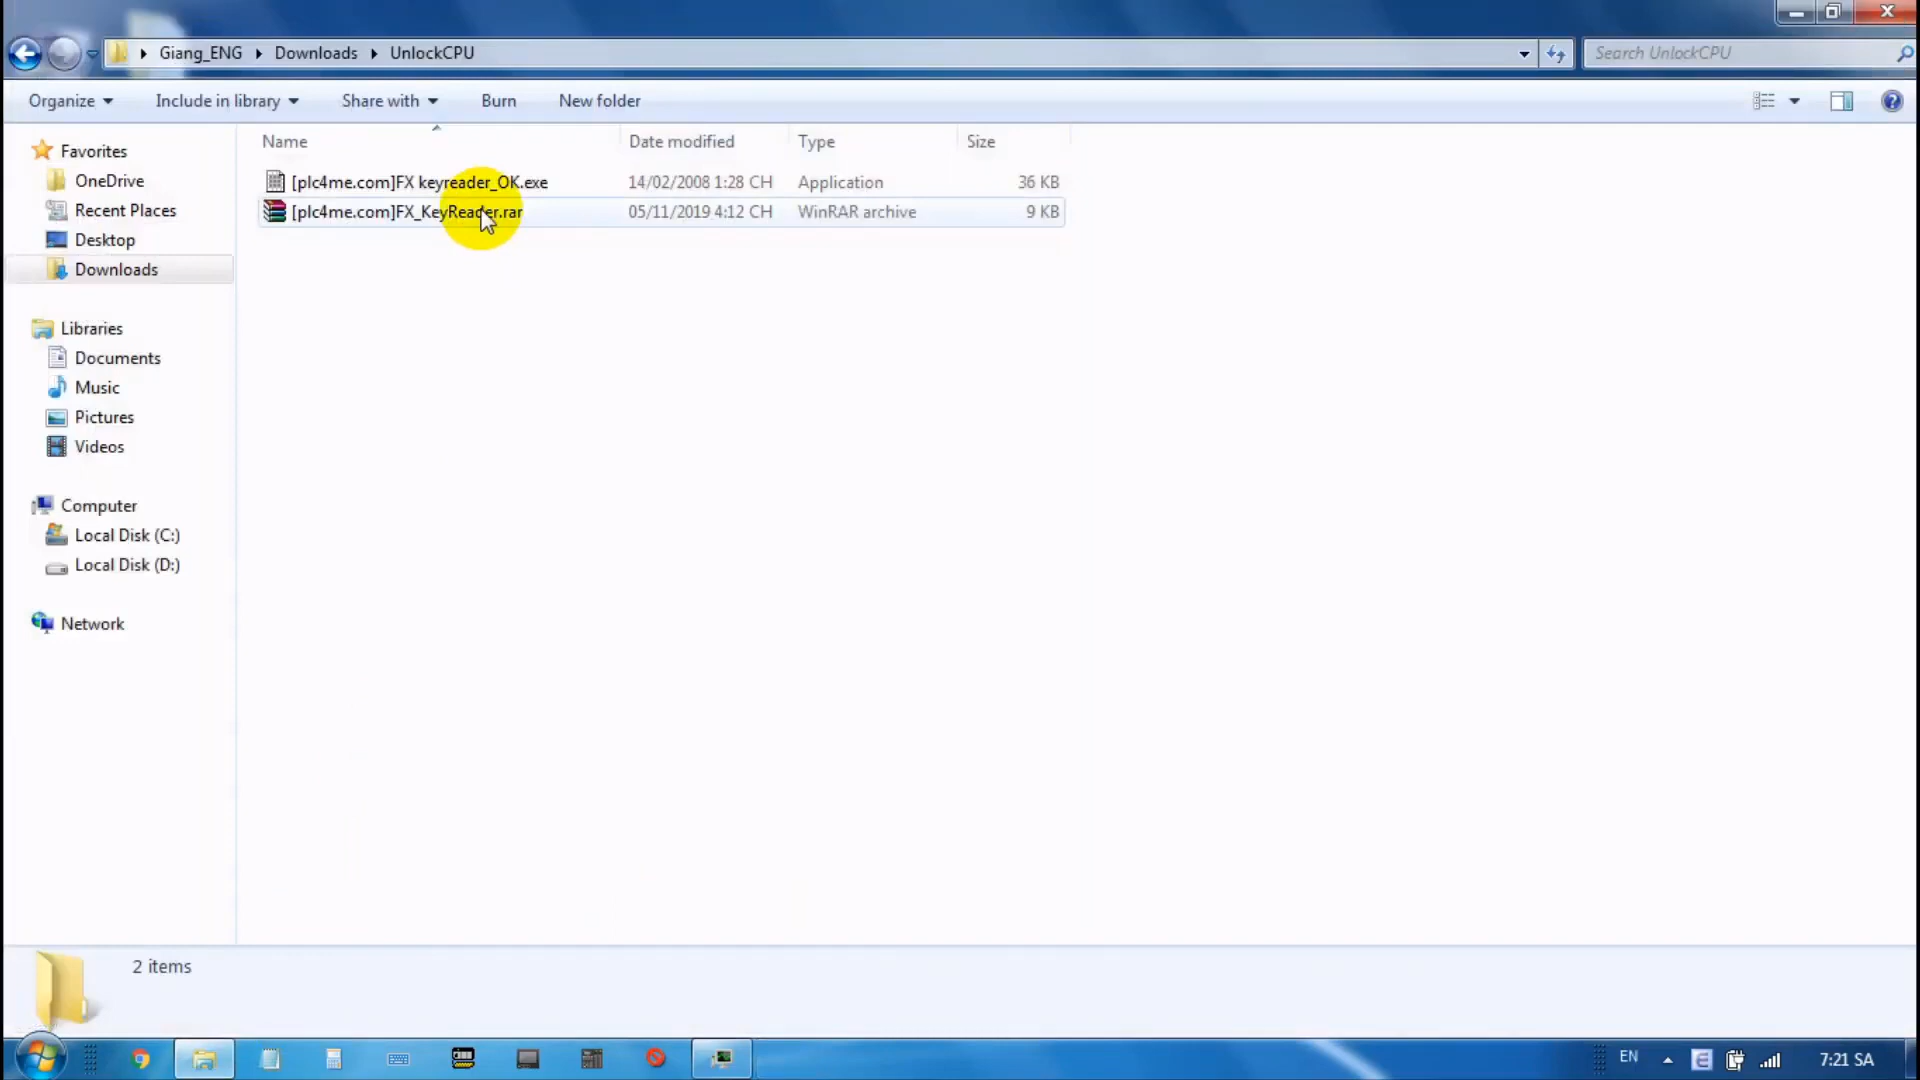 Giang_ENG Downloads UnlockCPU
Search UnlockCPU
Organize Include in library Share with Burn New folder
Name Date modified Type Size
[plc4me.com]FX keyreader_OK.exe 14/02/2008 1:28 CH Application 36 KB
[plc4me.com]FX_KeyReader.rar 05/11/2019 4:12 CH WinRAR archive 9 KB
Favorites
OneDrive
Recent Places
Desktop
Downloads
Libraries
Documents
Music
Pictures
Videos
Computer
Local Disk (C:)
Local Disk (D:)
Network
2 items
EN 7:21 SA